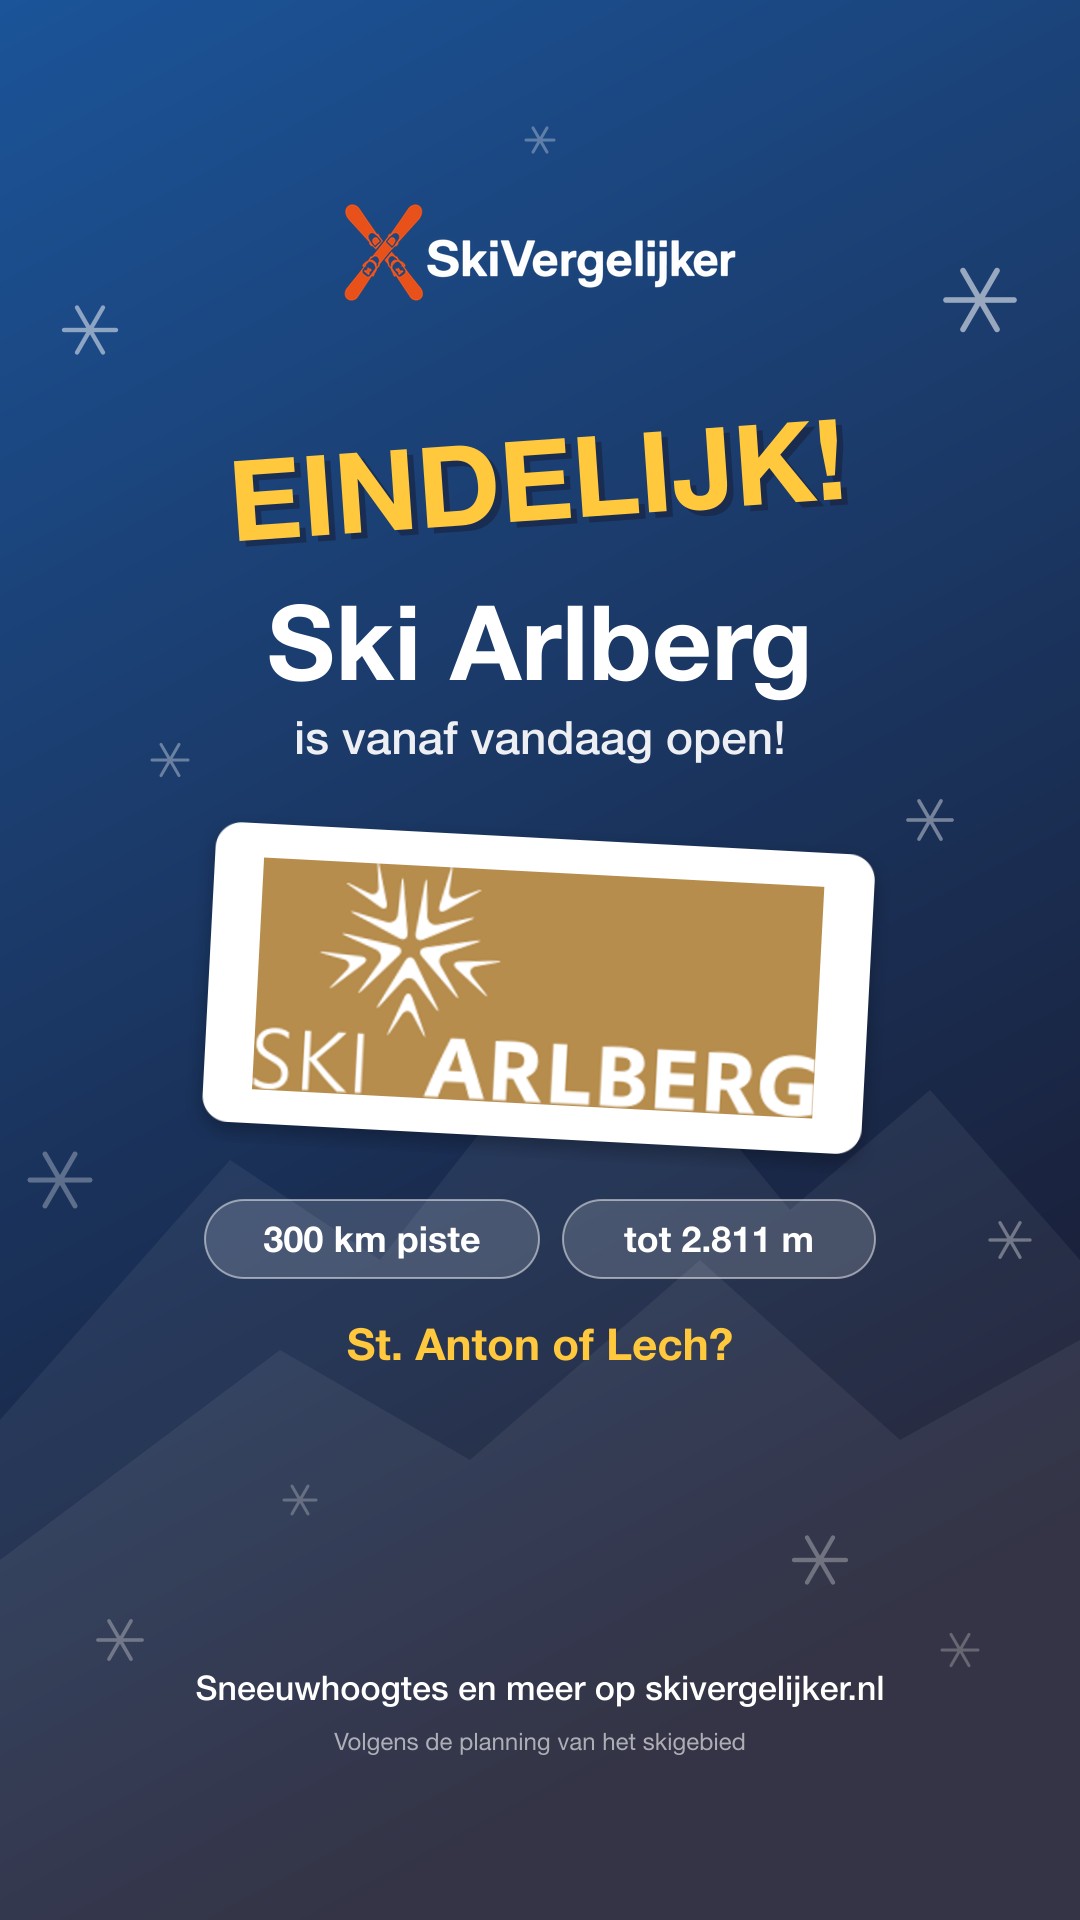 SkiVergelijker
EINDELIJK!
Ski Arlberg
is vanaf vandaag open!
SKI ARLBERG
300 km piste
tot 2.811 m
St. Anton of Lech?
Sneeuwhoogtes en meer op skivergelijker.nl
Volgens de planning van het skigebied